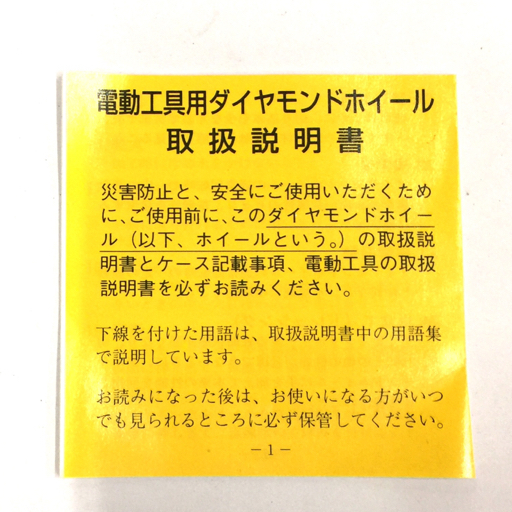 電動工具用ダイヤモンドホイール
取扱説明書
災害防止と、安全にご使用いただくため
に、ご使用前に、このダイヤモンドホイー
ル（以下、ホイールという。）の取扱説
明書とケース記載事項、電動工具の取扱
説明書を必ずお読みください。
下線を付けた用語は、取扱説明書中の用語集
で説明しています。
お読みになった後は、お使いになる方がいつ
でも見られるところに必ず保管してください。
－1－